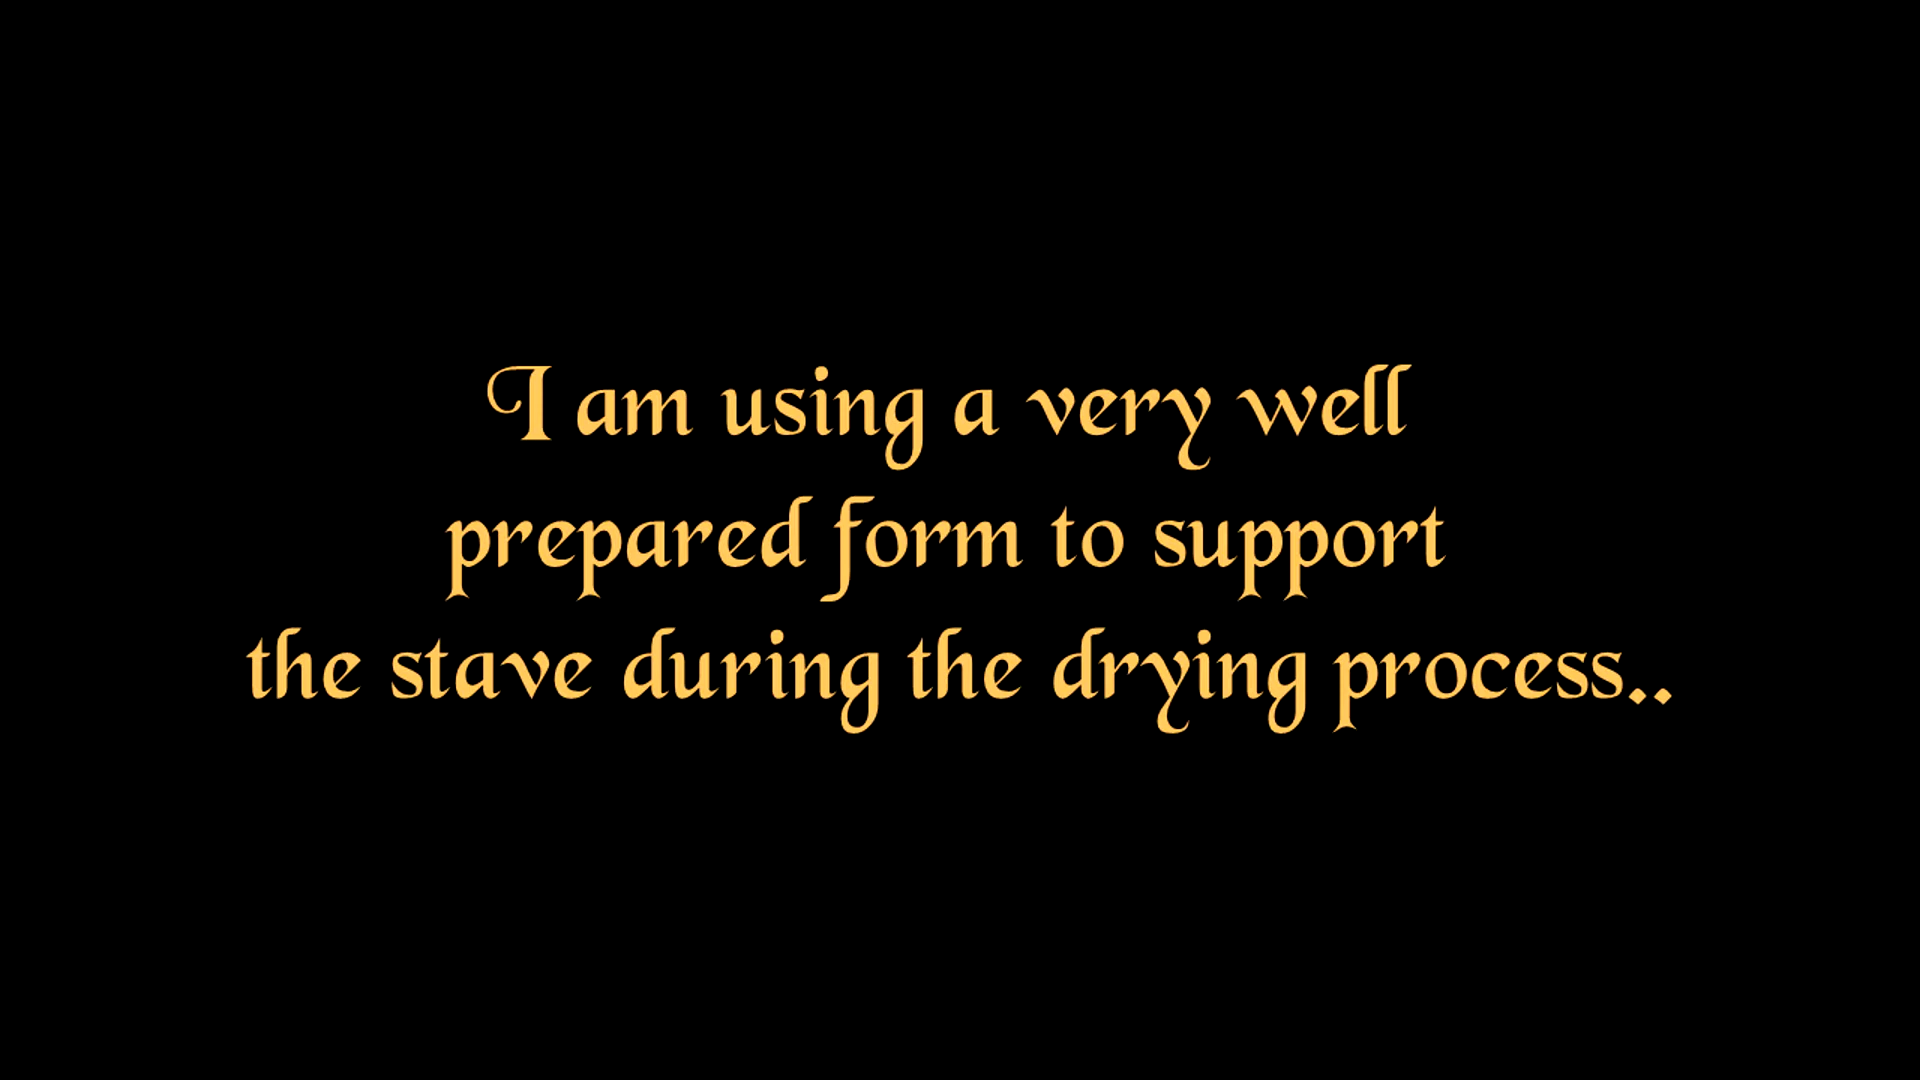 I am using a very well
prepared form to support
the stave during the drying process..